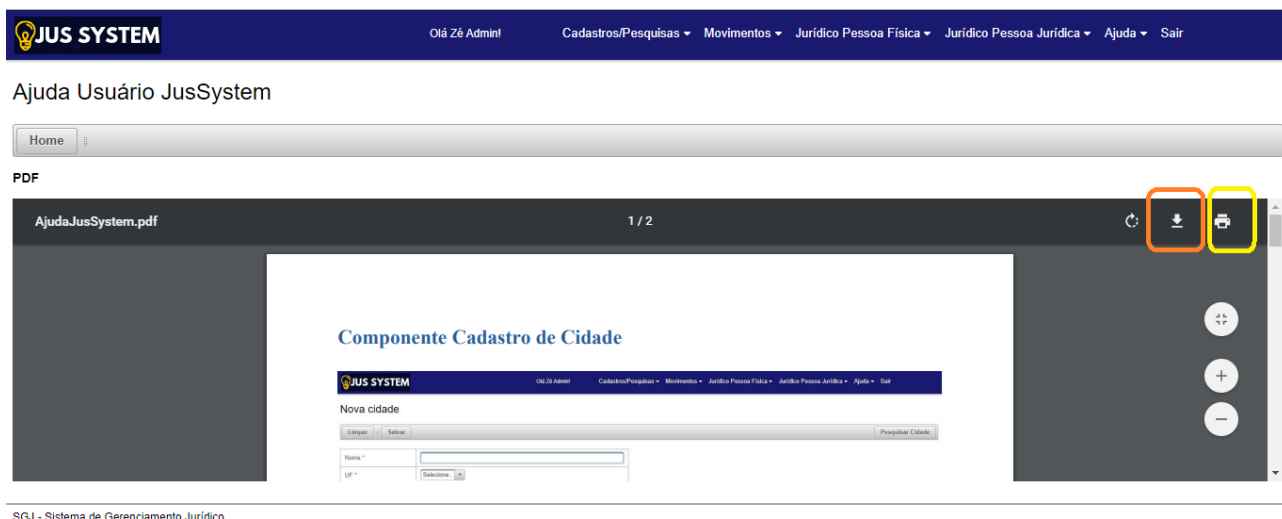 JUS SYSTEM Olá Zé Admin! Cadastros/Pesquisas Movimentos Jurídico Pessoa Física Jurídico Pessoa Jurídica Ajuda Sair
Ajuda Usuário JusSystem
Home
PDF
AjudaJusSystem.pdf 1 / 2
Componente Cadastro de Cidade
JUS SYSTEM Olá Zé Admin! Cadastros/Pesquisas Movimentos Jurídico Pessoa Física Jurídico Pessoa Jurídica Ajuda Sair
Nova cidade
Limpar Salvar Pesquisar Cidade
Nome *
UF * Selecione...
SGJ - Sistema de Gerenciamento Jurídico